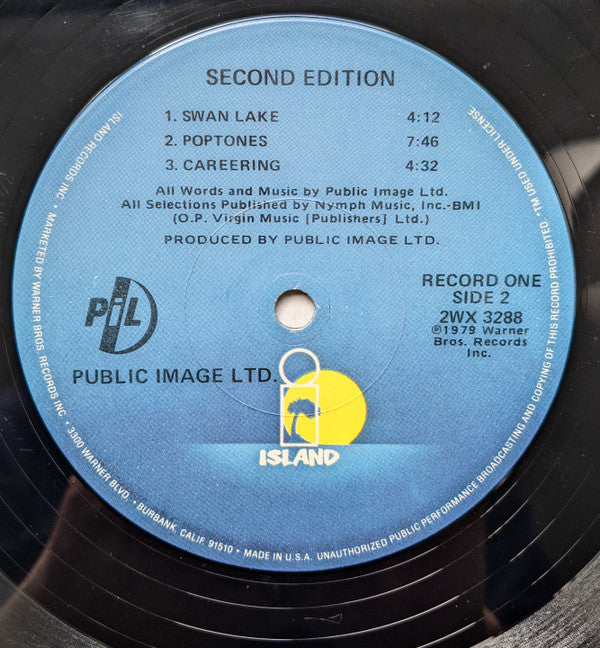 SECOND EDITION
1. SWAN LAKE 4:12
2. POPTONES 7:46
3. CAREERING 4:32
All Words and Music by Public Image Ltd.
All Selections Published by Nymph Music, Inc.-BMI
(O.P. Virgin Music [Publishers] Ltd.)
PRODUCED BY PUBLIC IMAGE LTD.
PiL
PUBLIC IMAGE LTD.
RECORD ONE
SIDE 2
2WX 3288
℗1979 Warner
Bros. Records
Inc.
i
ISLAND
ISLAND RECORDS INC • MARKETED BY WARNER BROS. RECORDS INC. • 3300 WARNER BLVD. • BURBANK, CALIF. 91510 • MADE IN U.S.A. UNAUTHORIZED PUBLIC PERFORMANCE BROADCASTING AND COPYING OF THIS RECORD PROHIBITED. • TM USED UNDER LICENSE.